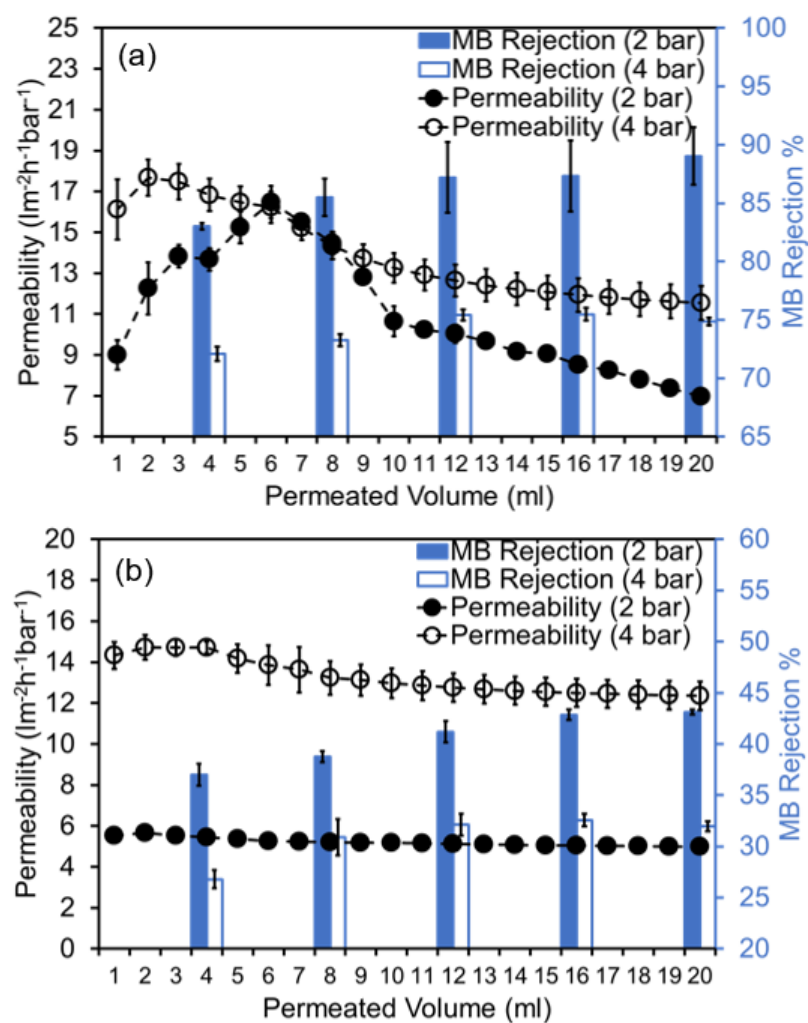 (a)
MB Rejection (2 bar)
MB Rejection (4 bar)
Permeability (2 bar)
Permeability (4 bar)
Permeability (lm⁻²h⁻¹bar⁻¹)
25
23
21
19
17
15
13
11
9
7
5
100
95
90
85
80
75
70
65
MB Rejection %
1 2 3 4 5 6 7 8 9 10 11 12 13 14 15 16 17 18 19 20
Permeated Volume (ml)
(b)
MB Rejection (2 bar)
MB Rejection (4 bar)
Permeability (2 bar)
Permeability (4 bar)
Permeability (lm⁻²h⁻¹bar⁻¹)
20
18
16
14
12
10
8
6
4
2
0
60
55
50
45
40
35
30
25
20
MB Rejection %
1 2 3 4 5 6 7 8 9 10 11 12 13 14 15 16 17 18 19 20
Permeated Volume (ml)